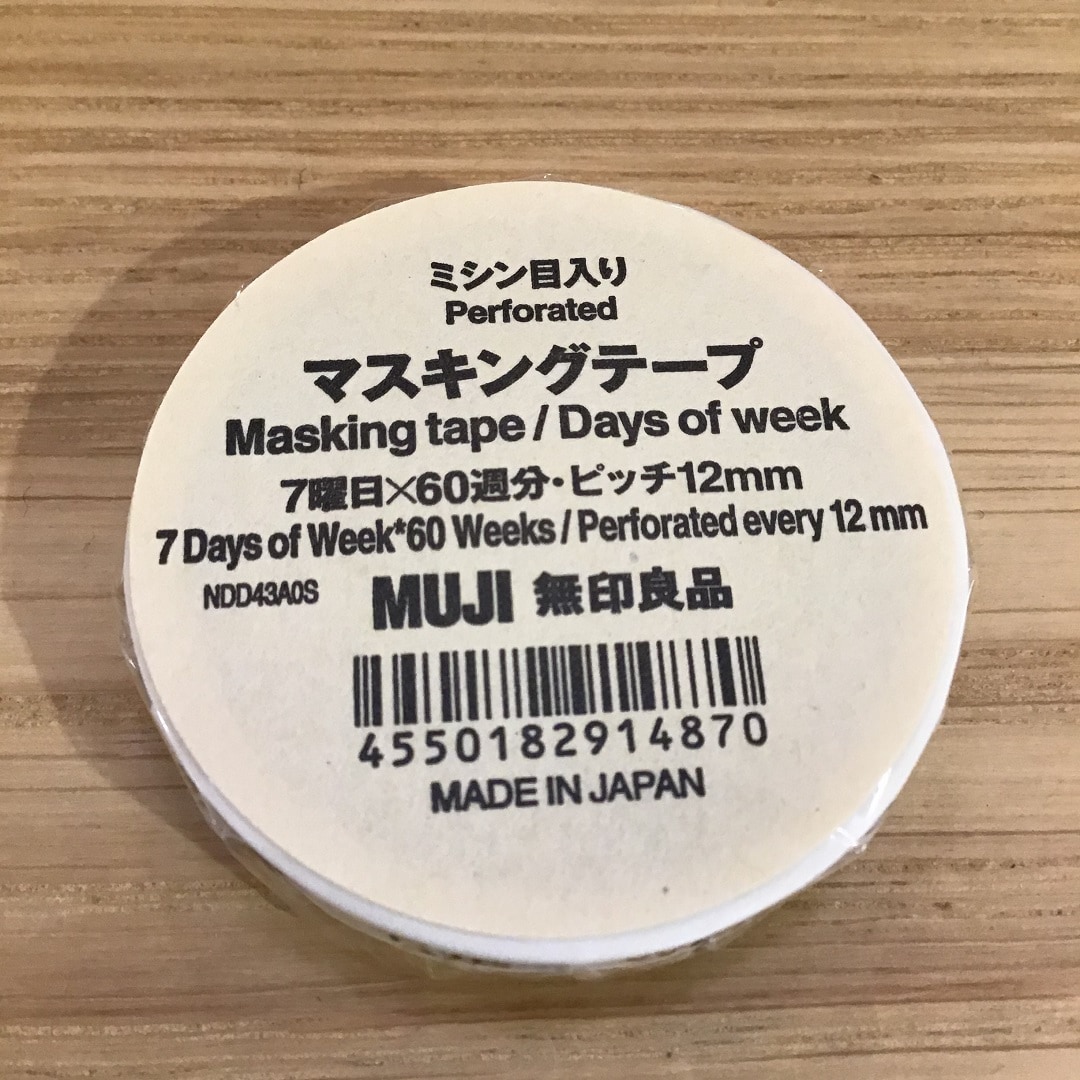 ミシン目入り
Perforated
マスキングテープ
Masking tape / Days of week
7曜日×60週分・ピッチ12mm
7 Days of Week*60 Weeks / Perforated every 12 mm
NDD43A0S
MUJI 無印良品
4550182914870
MADE IN JAPAN